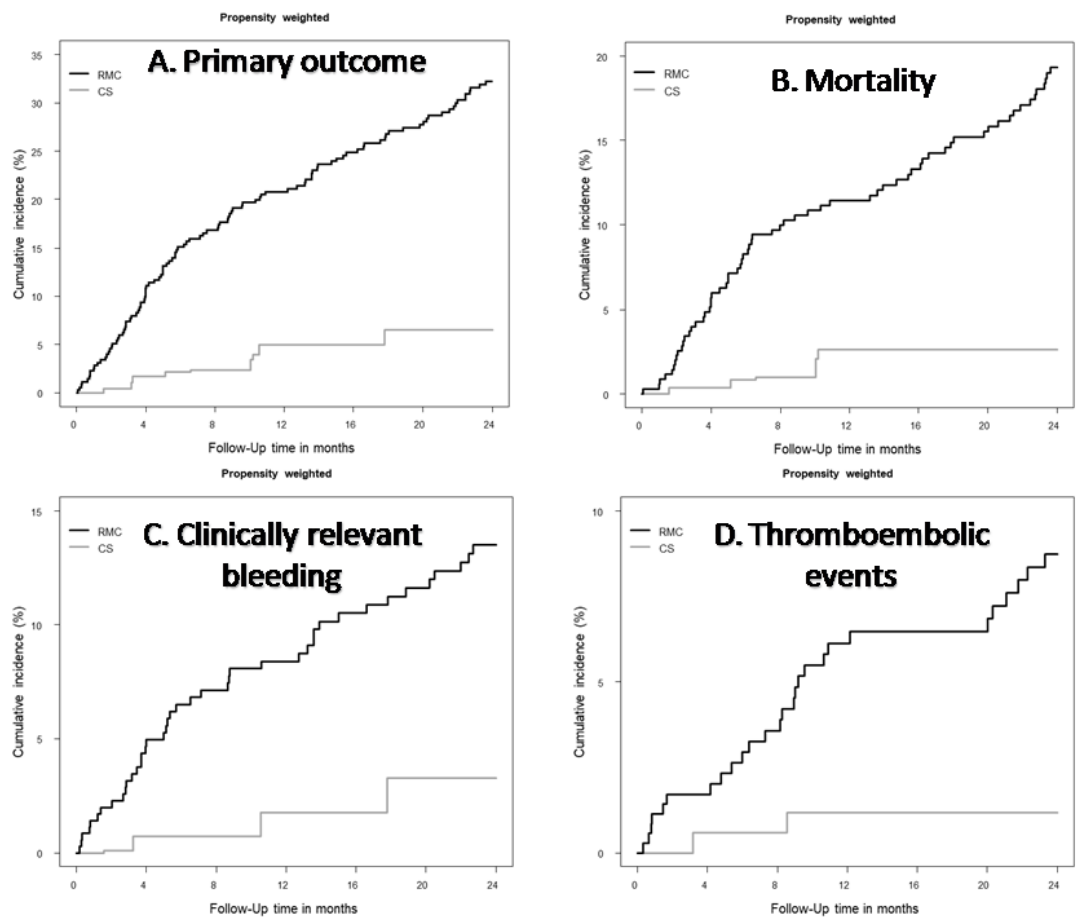 Propensity weighted
A. Primary outcome
RMC
CS
35
30
25
20
15
10
5
0
Cumulative incidence (%)
0 4 8 12 16 20 24
Follow-Up time in months
Propensity weighted
B. Mortality
RMC
CS
20
15
10
5
0
Cumulative incidence (%)
0 4 8 12 16 20 24
Follow-Up time in months
Propensity weighted
C. Clinically relevant
bleeding
RMC
CS
15
10
5
0
Cumulative incidence (%)
0 4 8 12 16 20 24
Follow-Up time in months
Propensity weighted
D. Thromboembolic
events
RMC
CS
10
5
0
Cumulative incidence (%)
0 4 8 12 16 20 24
Follow-Up time in months